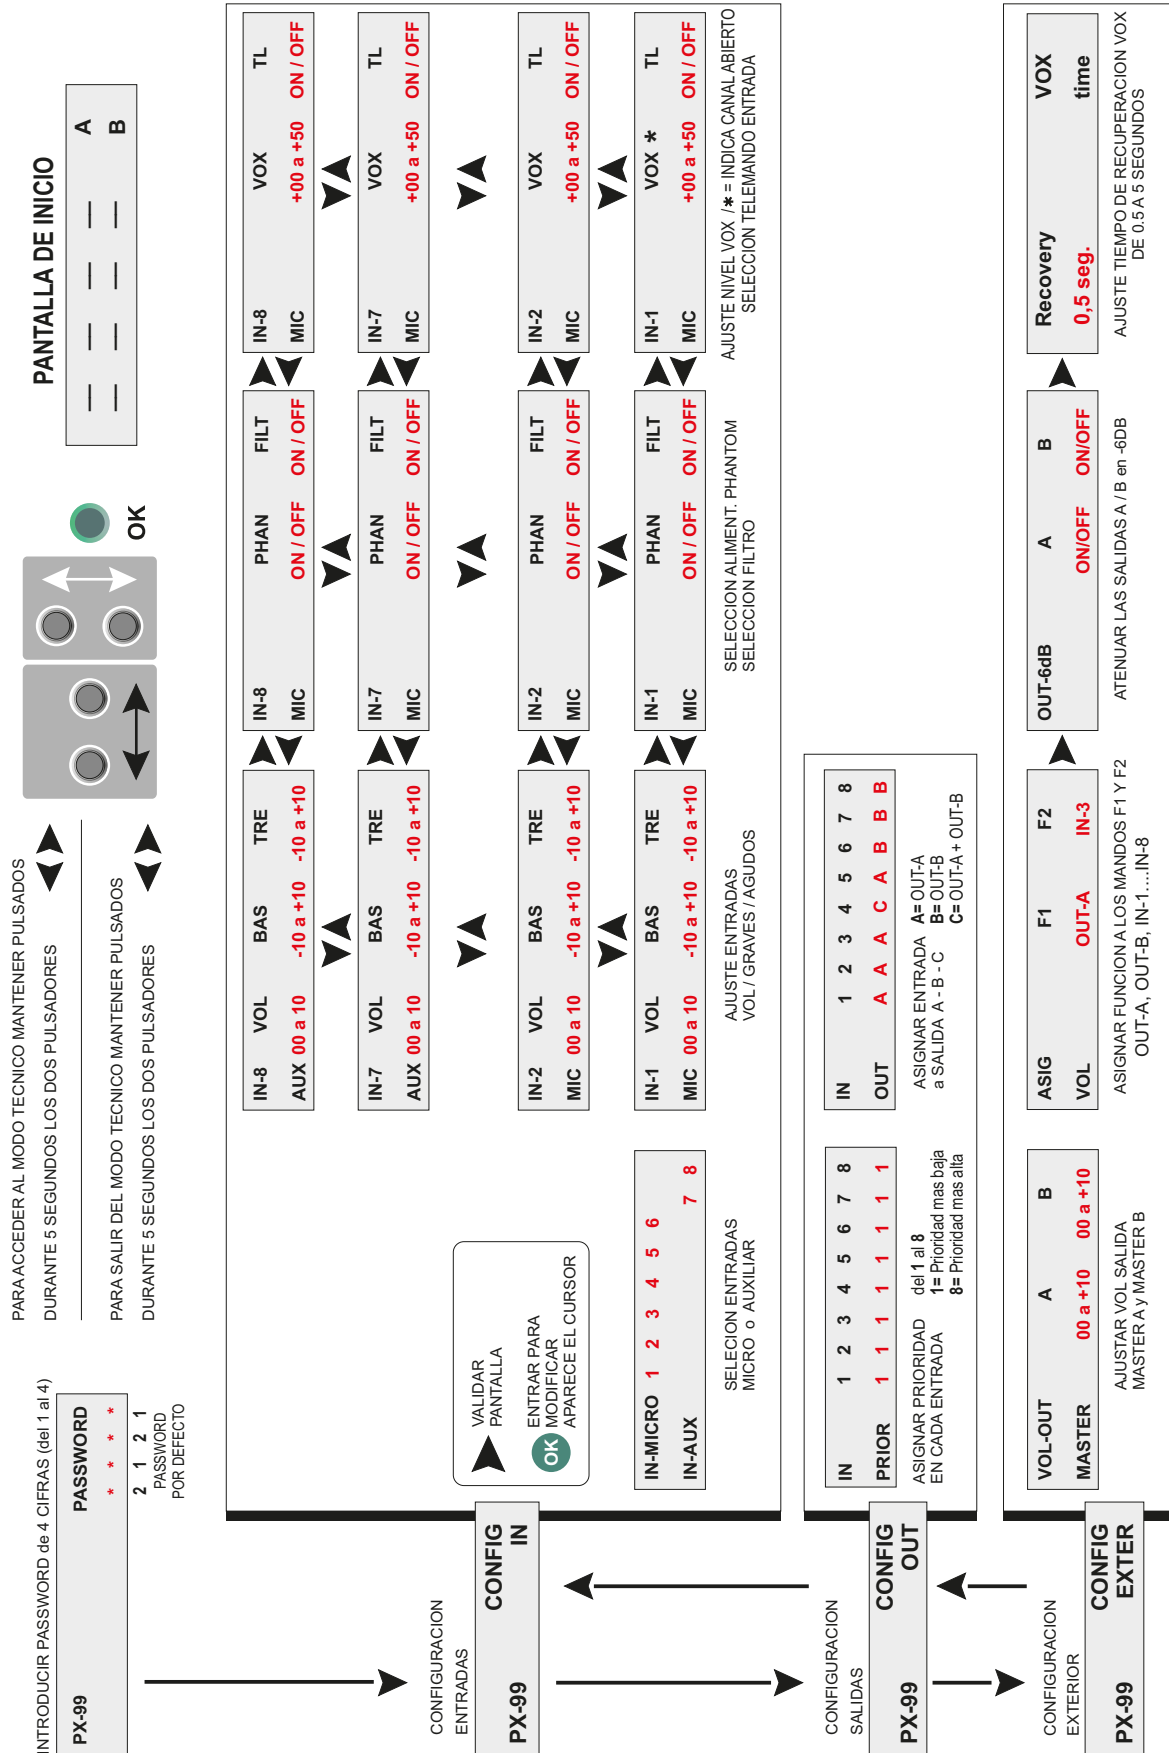 INTRODUCIR PASSWORD de 4 CIFRAS (del 1 al 4)
PX-99 PASSWORD
* * * *
2 1 2 1
PASSWORD
POR DEFECTO
PARA ACCEDER AL MODO TECNICO MANTENER PULSADOS
DURANTE 5 SEGUNDOS LOS DOS PULSADORES
PARA SALIR DEL MODO TECNICO MANTENER PULSADOS
DURANTE 5 SEGUNDOS LOS DOS PULSADORES
OK
PANTALLA DE INICIO
A
B
CONFIGURACION
ENTRADAS
PX-99 CONFIG
IN
VALIDAR
PANTALLA
OK
ENTRAR PARA
MODIFICAR
APARECE EL CURSOR
IN-MICRO 1 2 3 4 5 6
IN-AUX 7 8
SELECION ENTRADAS
MICRO o AUXILIAR
IN-8 VOL BAS TRE
AUX 00 a 10 -10 a +10 -10 a +10
IN-7 VOL BAS TRE
AUX 00 a 10 -10 a +10 -10 a +10
IN-2 VOL BAS TRE
MIC 00 a 10 -10 a +10 -10 a +10
IN-1 VOL BAS TRE
MIC 00 a 10 -10 a +10 -10 a +10
AJUSTE ENTRADAS
VOL / GRAVES / AGUDOS
IN-8 PHAN FILT
MIC ON / OFF ON / OFF
IN-7 PHAN FILT
MIC ON / OFF ON / OFF
IN-2 PHAN FILT
MIC ON / OFF ON / OFF
IN-1 PHAN FILT
MIC ON / OFF ON / OFF
SELECCION ALIMENT. PHANTOM
SELECCION FILTRO
IN-8 VOX TL
MIC +00 a +50 ON / OFF
IN-7 VOX TL
MIC +00 a +50 ON / OFF
IN-2 VOX TL
MIC +00 a +50 ON / OFF
IN-1 VOX * TL
MIC +00 a +50 ON / OFF
AJUSTE NIVEL VOX / * = INDICA CANAL ABIERTO
SELECCION TELEMANDO ENTRADA
CONFIGURACION
SALIDAS
PX-99 CONFIG
OUT
IN 1 2 3 4 5 6 7 8
PRIOR 1 1 1 1 1 1 1 1
ASIGNAR PRIORIDAD
EN CADA ENTRADA
del 1 al 8
1= Prioridad mas baja
8= Prioridad mas alta
IN 1 2 3 4 5 6 7 8
OUT A A A C A B B B
ASIGNAR ENTRADA
a SALIDA A - B - C
A= OUT-A
B= OUT-B
C= OUT-A + OUT-B
CONFIGURACION
EXTERIOR
PX-99 CONFIG
EXTER
VOL-OUT A B
MASTER 00 a +10 00 a +10
AJUSTAR VOL SALIDA
MASTER A y MASTER B
ASIG F1 F2
VOL OUT-A IN-3
ASIGNAR FUNCION A LOS MANDOS F1 Y F2
OUT-A, OUT-B, IN-1....IN-8
OUT-6dB A B
ON/OFF ON/OFF
ATENUAR LAS SALIDAS A / B en -6DB
Recovery VOX
0,5 seg. time
AJUSTE TIEMPO DE RECUPERACION VOX
DE 0.5 A 5 SEGUNDOS